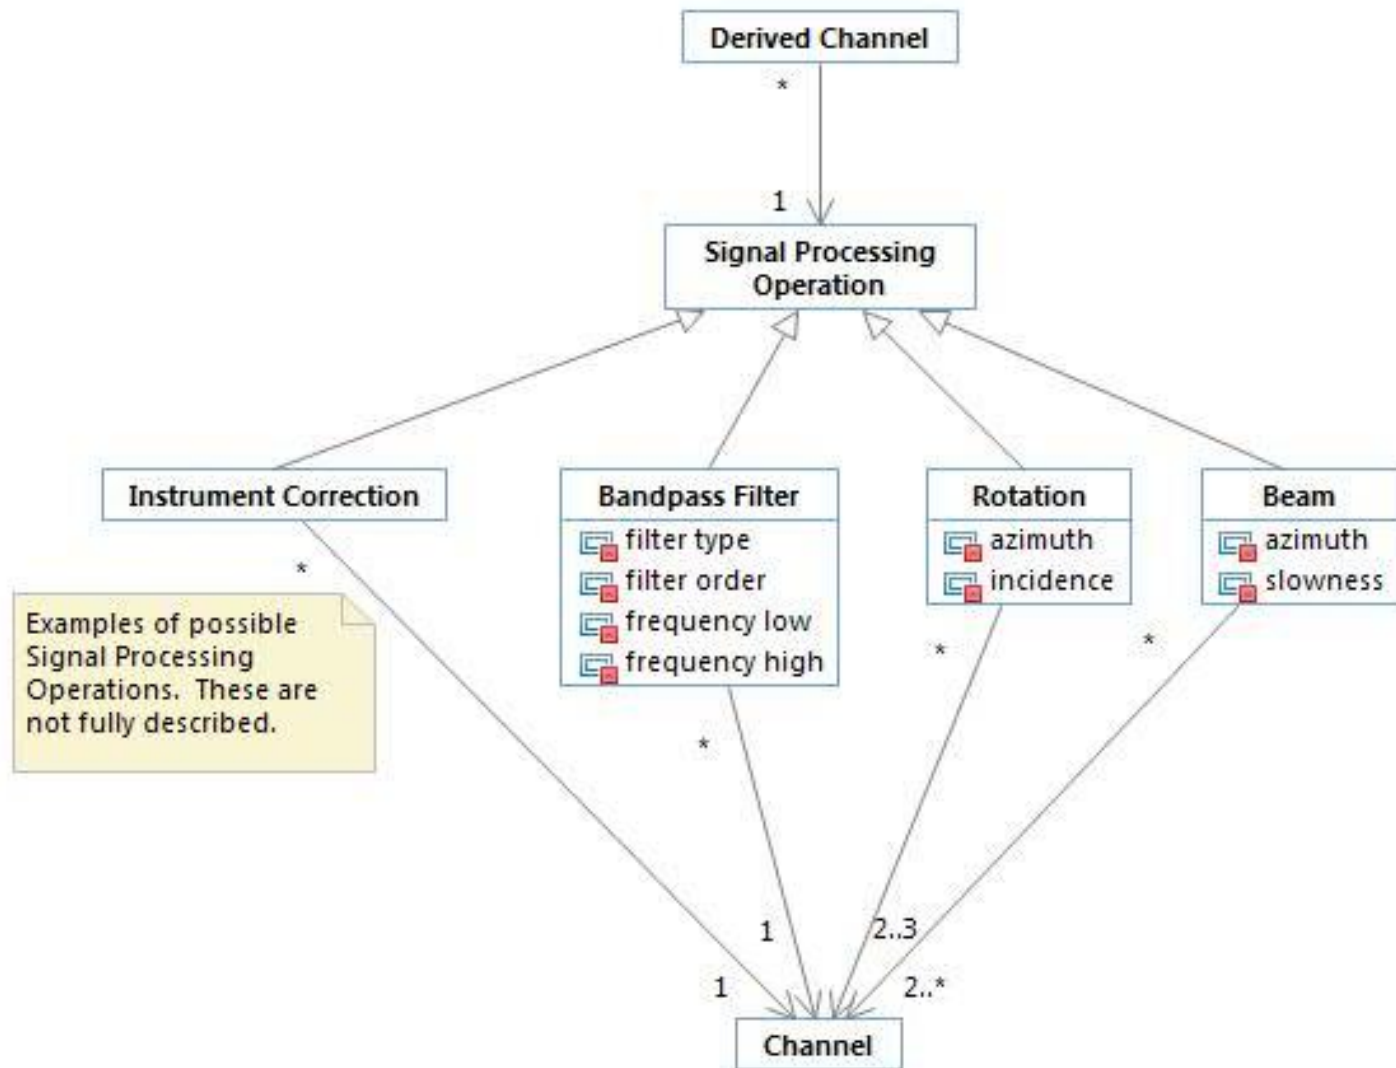 Derived Channel
*
1
Signal Processing
Operation
Instrument Correction
Bandpass Filter
filter type
filter order
frequency low
frequency high
Rotation
azimuth
incidence
Beam
azimuth
slowness
*
Examples of possible
Signal Processing
Operations.  These are
not fully described.
*
*
*
1
1
2..3
2..*
Channel